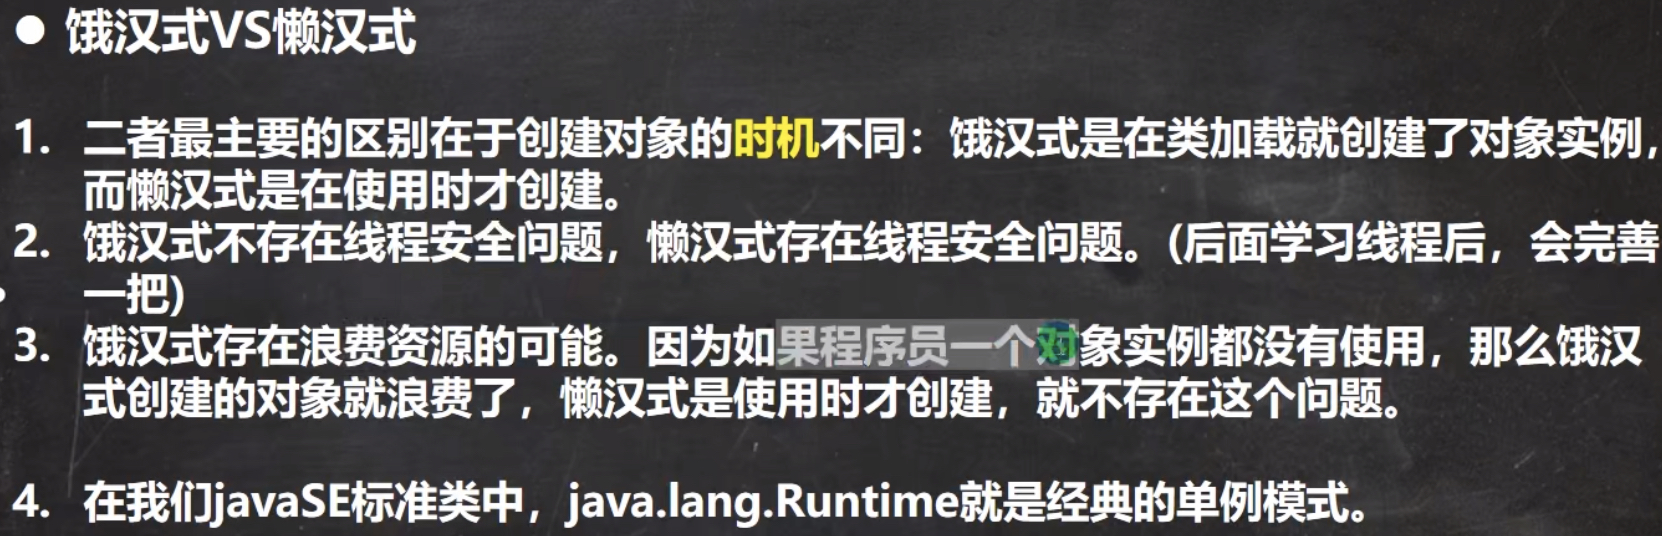 ● 饿汉式VS懒汉式
1. 二者最主要的区别在于创建对象的时机不同：饿汉式是在类加载就创建了对象实例，
而懒汉式是在使用时才创建。
2. 饿汉式不存在线程安全问题，懒汉式存在线程安全问题。(后面学习线程后，会完善
一把)
3. 饿汉式存在浪费资源的可能。因为如果程序员一个对象实例都没有使用，那么饿汉
式创建的对象就浪费了，懒汉式是使用时才创建，就不存在这个问题。
4. 在我们javaSE标准类中，java.lang.Runtime就是经典的单例模式。